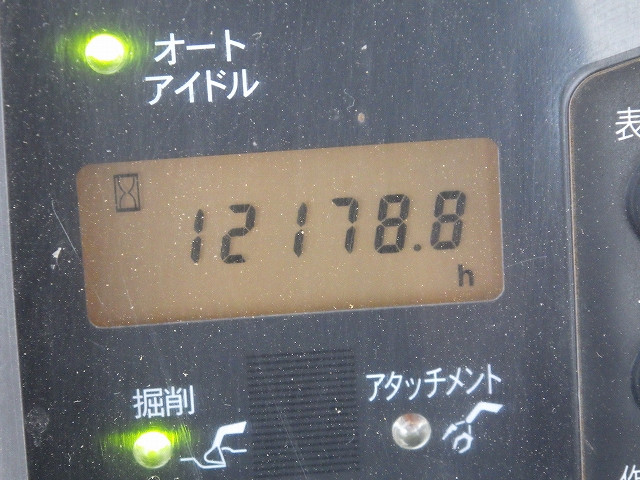 オート
アイドル
表
12178.8
h
掘削
アタッチメント